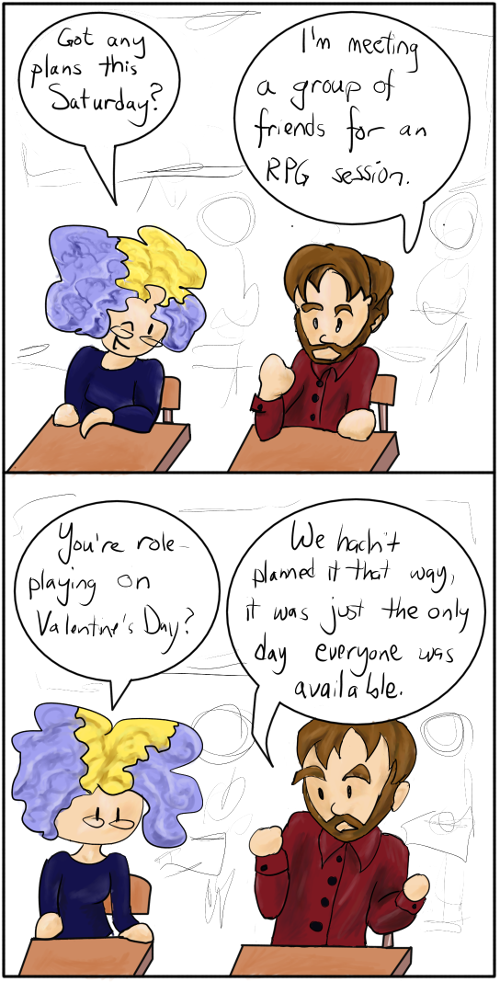 Got any
plans this
Saturday?
I'm meeting
a group of
friends for an
RPG session.
You're role-
playing on
Valentine's Day?
We hadn't
planned it that way,
it was just the only
day everyone was
available.